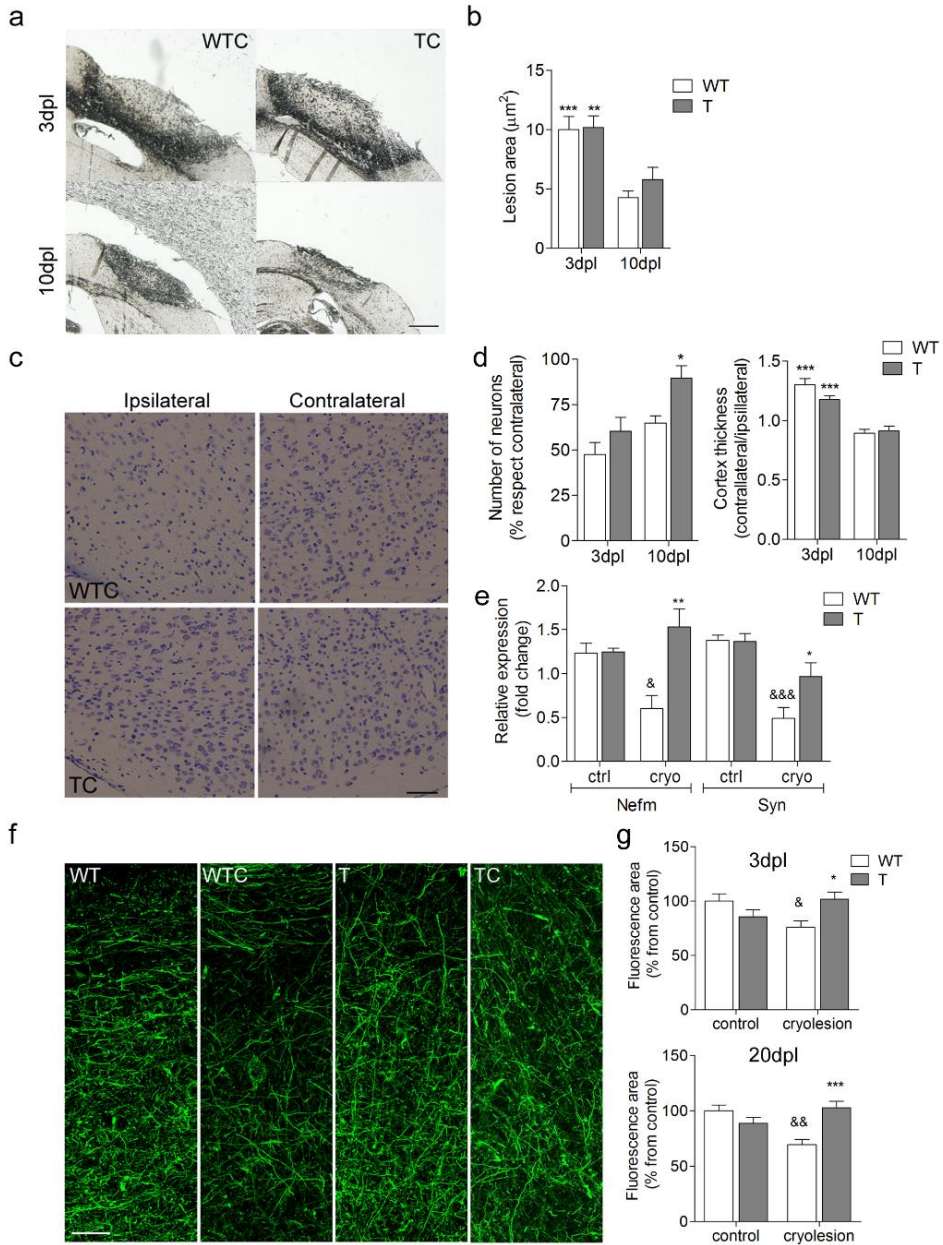 a
WTC
TC
3dpl
10dpl
b
Lesion area (μm²)
15
10
5
0
*** **
3dpl 10dpl
WT
T
c
Ipsilateral Contralateral
WTC
TC
d
Number of neurons
(% respect contralateral)
100
75
50
25
0
*
3dpl 10dpl
Cortex thickness
(contrallateral/ipsillateral)
1.5
1.0
0.5
0.0
***
***
3dpl 10dpl
WT
T
e
Relative expression
(fold change)
2.0
1.5
1.0
0.5
0.0
&
**
&&&
*
ctrl cryo ctrl cryo
Nefm Syn
WT
T
f
WT WTC T TC
g
3dpl
Fluorescence area
(% from control)
150
100
50
0
&
*
control cryolesion
WT
T
20dpl
Fluorescence area
(% from control)
150
100
50
0
&&
***
control cryolesion